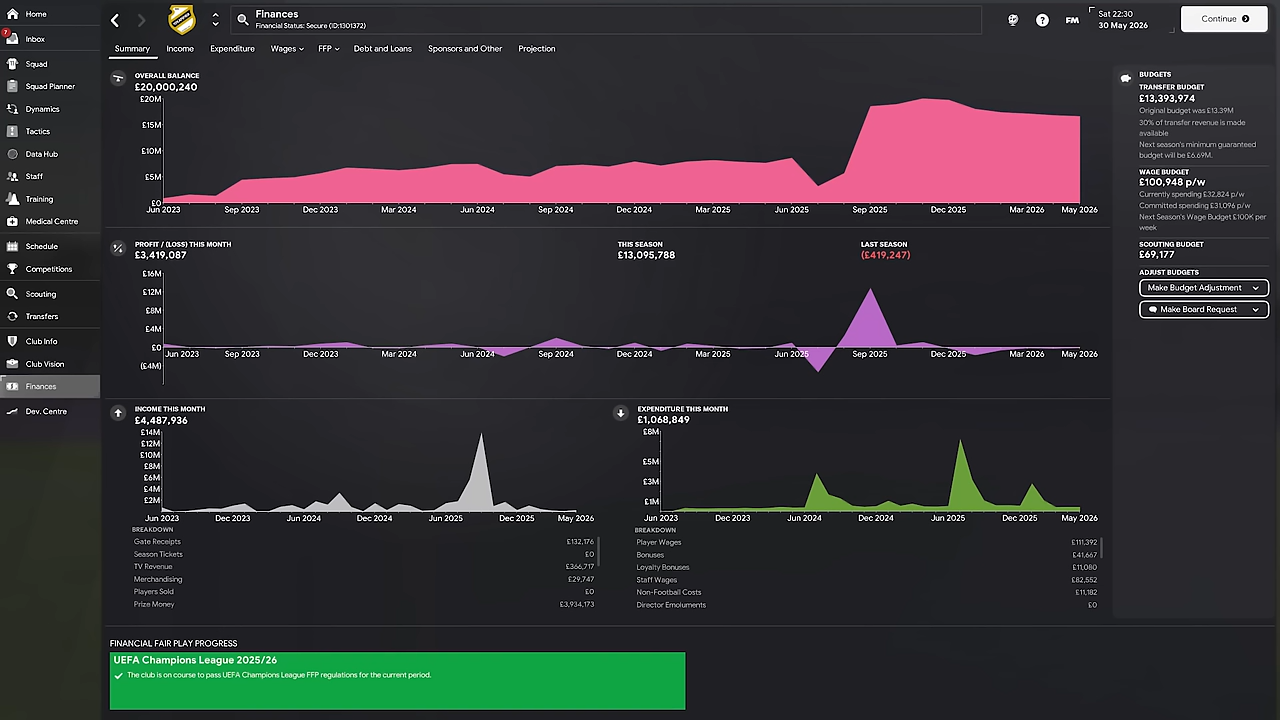 Home
Finances
Financial Status: Secure (ID:1301372)
FM
Sat 22:30
30 May 2026
Continue
7
Inbox
Squad
Squad Planner
Dynamics
Tactics
Data Hub
Staff
Training
Medical Centre
Schedule
Competitions
Scouting
Transfers
Club Info
Club Vision
Finances
Dev. Centre
Summary Income Expenditure Wages FFP Debt and Loans Sponsors and Other Projection
OVERALL BALANCE
£20,000,240
£20M
£15M
£10M
£5M
£0
Jun 2023 Sep 2023 Dec 2023 Mar 2024 Jun 2024 Sep 2024 Dec 2024 Mar 2025 Jun 2025 Sep 2025 Dec 2025 Mar 2026 May 2026
PROFIT / (LOSS) THIS MONTH
£3,419,087
THIS SEASON
£13,095,788
LAST SEASON
(£419,247)
£16M
£12M
£8M
£4M
£0
(£4M)
Jun 2023 Sep 2023 Dec 2023 Mar 2024 Jun 2024 Sep 2024 Dec 2024 Mar 2025 Jun 2025 Sep 2025 Dec 2025 Mar 2026 May 2026
INCOME THIS MONTH
£4,487,936
£14M
£12M
£10M
£8M
£6M
£4M
£2M
Jun 2023 Dec 2023 Jun 2024 Dec 2024 Jun 2025 Dec 2025 May 2026
BREAKDOWN
Gate Receipts £132,176
Season Tickets £0
TV Revenue £366,717
Merchandising £29,747
Players Sold £0
Prize Money £3,934,173
EXPENDITURE THIS MONTH
£1,068,849
£8M
£5M
£3M
£1M
Jun 2023 Dec 2023 Jun 2024 Dec 2024 Jun 2025 Dec 2025 May 2026
BREAKDOWN
Player Wages £111,392
Bonuses £41,667
Loyalty Bonuses £11,080
Staff Wages £82,552
Non-Football Costs £11,182
Director Emoluments £0
FINANCIAL FAIR PLAY PROGRESS
UEFA Champions League 2025/26
The club is on course to pass UEFA Champions League FFP regulations for the current period.
BUDGETS
TRANSFER BUDGET
£13,393,974
Original budget was £13.39M
30% of transfer revenue is made
available
Next season's minimum guaranteed
budget will be £6.69M.
WAGE BUDGET
£100,948 p/w
Currently spending £32,824 p/w
Committed spending £31,096 p/w
Next Season's Wage Budget £100K per
week
SCOUTING BUDGET
£69,177
ADJUST BUDGETS
Make Budget Adjustment
Make Board Request